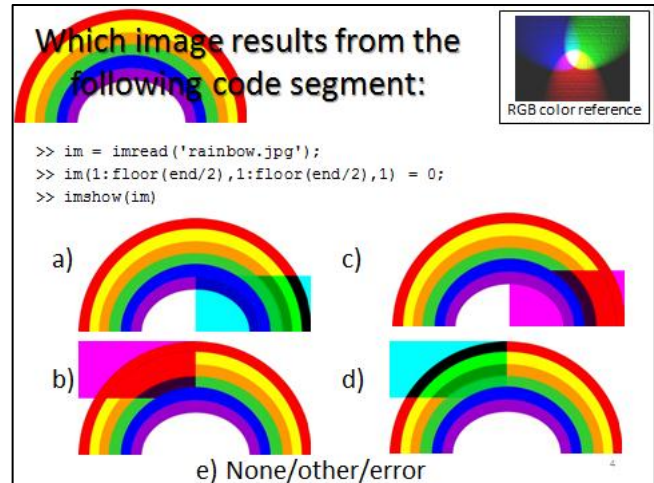 Which image results from the
following code segment:
RGB color reference
>> im = imread('rainbow.jpg');
>> im(1:floor(end/2),1:floor(end/2),1) = 0;
>> imshow(im)
a)
c)
b)
d)
e) None/other/error
4